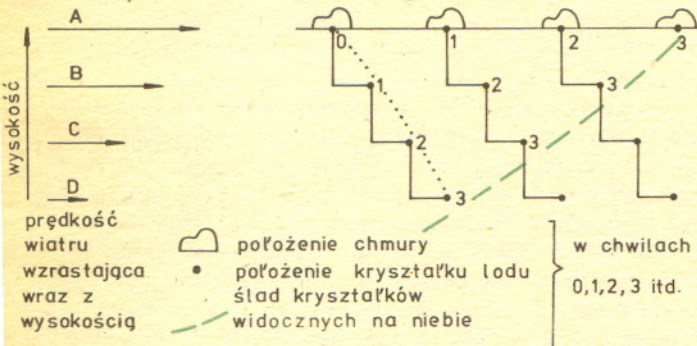 A
B
C
D
wysokość
0
1
2
3
1
2
3
2
3
3
prędkość
wiatru
wzrastająca
wraz z
wysokością
położenie chmury
położenie kryształku lodu
ślad kryształków
widocznych na niebie
w chwilach
0,1,2,3 itd.